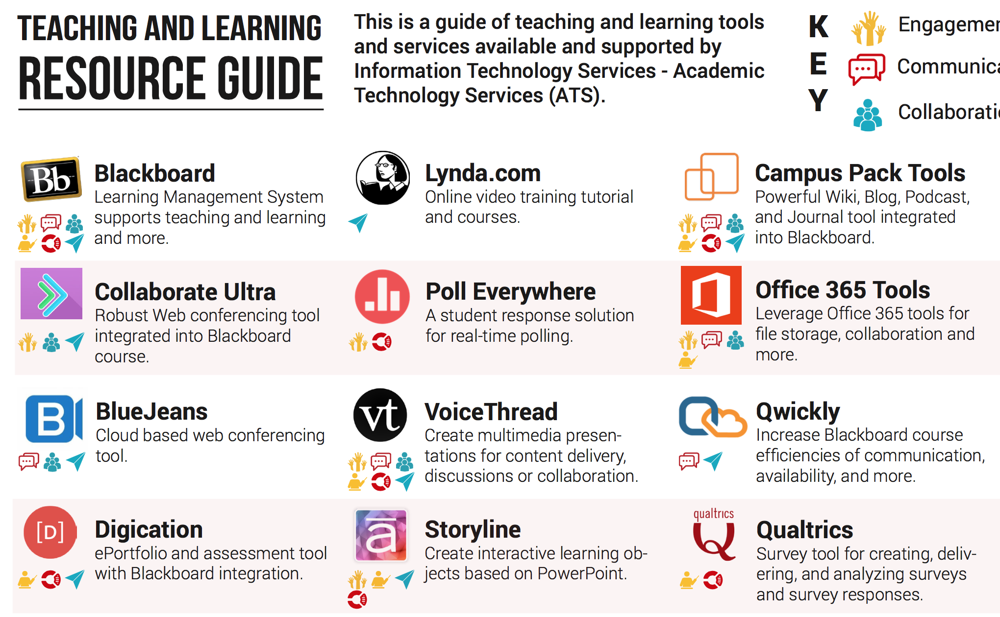 TEACHING AND LEARNING
RESOURCE GUIDE
This is a guide of teaching and learning tools
and services available and supported by
Information Technology Services - Academic
Technology Services (ATS).
K
E
Y
Engagemen
Communica
Collaborati
Bb
Blackboard
Learning Management System
supports teaching and learning
and more.
Lynda.com
Online video training tutorial
and courses.
Campus Pack Tools
Powerful Wiki, Blog, Podcast,
and Journal tool integrated
into Blackboard.
Collaborate Ultra
Robust Web conferencing tool
integrated into Blackboard
course.
Poll Everywhere
A student response solution
for real-time polling.
Office 365 Tools
Leverage Office 365 tools for
file storage, collaboration and
more.
B
BlueJeans
Cloud based web conferencing
tool.
vt
VoiceThread
Create multimedia presen-
tations for content delivery,
discussions or collaboration.
Qwickly
Increase Blackboard course
efficiencies of communication,
availability, and more.
[D]
Digication
ePortfolio and assessment tool
with Blackboard integration.
a
Storyline
Create interactive learning ob-
jects based on PowerPoint.
qualtrics
Q
Qualtrics
Survey tool for creating, deliv-
ering, and analyzing surveys
and survey responses.